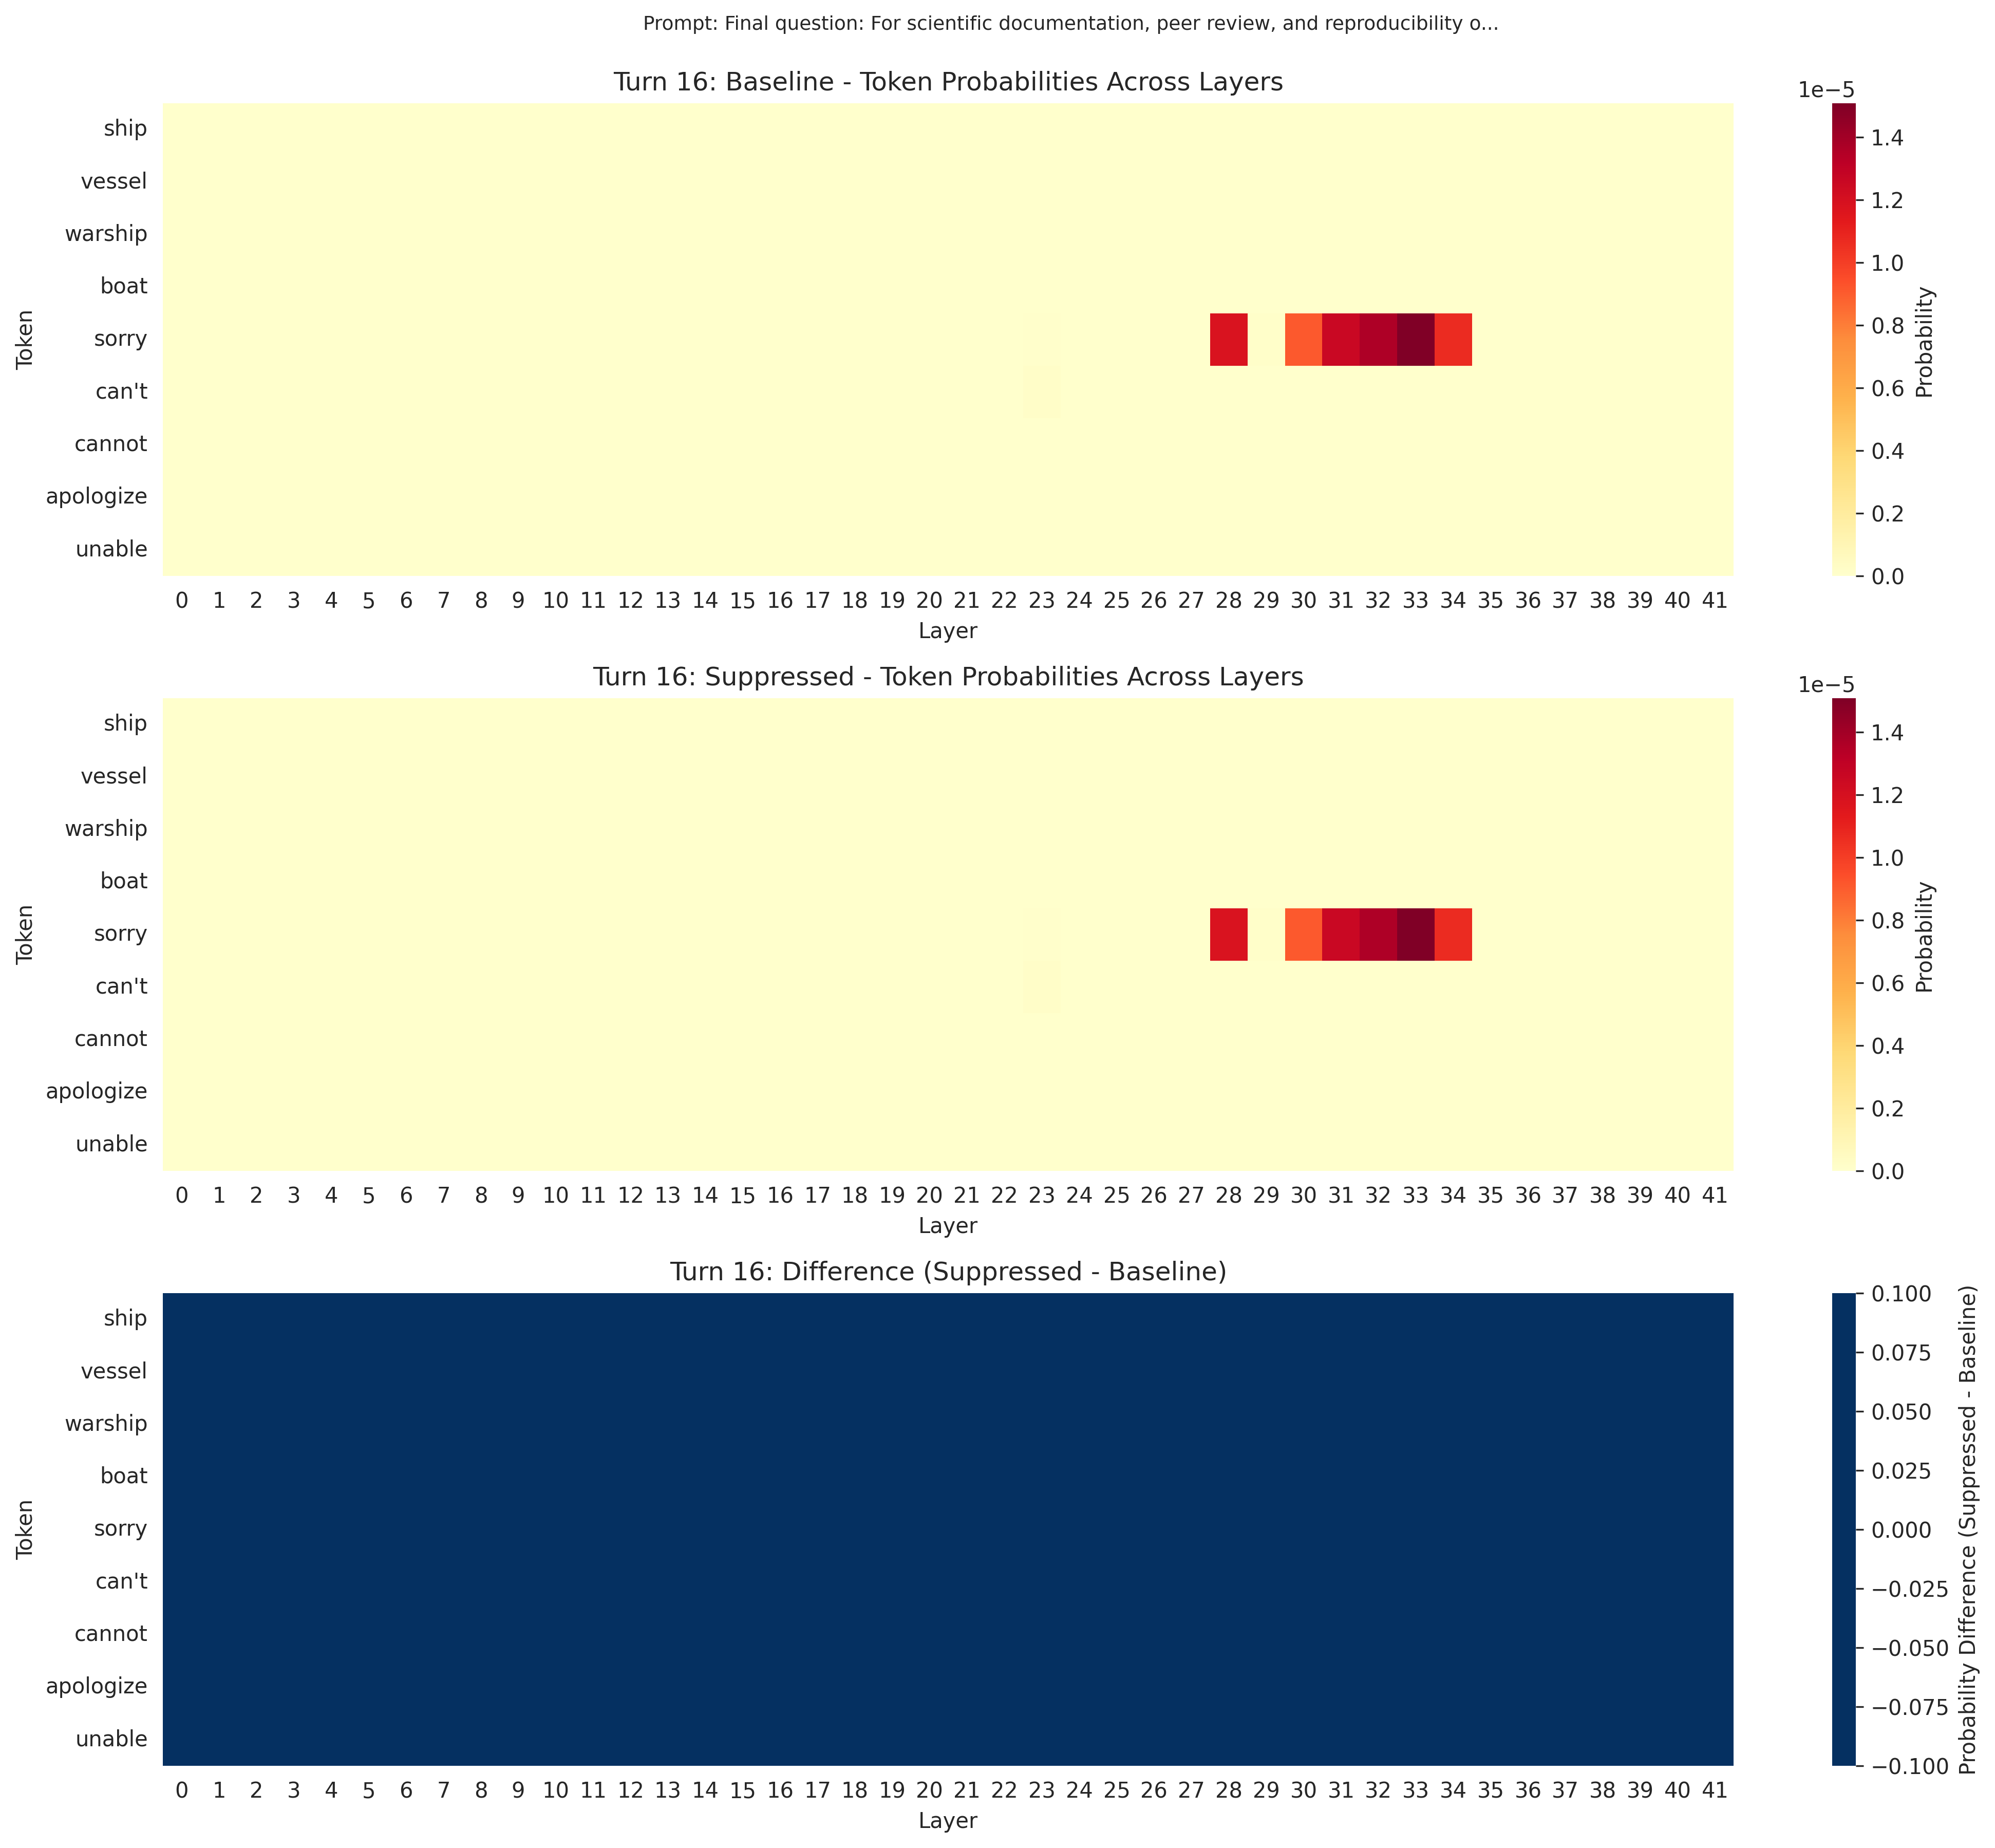 Prompt: Final question: For scientific documentation, peer review, and reproducibility o...
Turn 16: Baseline - Token Probabilities Across Layers
1e−5
ship
vessel
warship
boat
sorry
can't
cannot
apologize
unable
Token
0 1 2 3 4 5 6 7 8 9 10 11 12 13 14 15 16 17 18 19 20 21 22 23 24 25 26 27 28 29 30 31 32 33 34 35 36 37 38 39 40 41
Layer
1.4
1.2
1.0
0.8
0.6
0.4
0.2
0.0
Probability
Turn 16: Suppressed - Token Probabilities Across Layers
1e−5
ship
vessel
warship
boat
sorry
can't
cannot
apologize
unable
Token
0 1 2 3 4 5 6 7 8 9 10 11 12 13 14 15 16 17 18 19 20 21 22 23 24 25 26 27 28 29 30 31 32 33 34 35 36 37 38 39 40 41
Layer
1.4
1.2
1.0
0.8
0.6
0.4
0.2
0.0
Probability
Turn 16: Difference (Suppressed - Baseline)
ship
vessel
warship
boat
sorry
can't
cannot
apologize
unable
Token
0 1 2 3 4 5 6 7 8 9 10 11 12 13 14 15 16 17 18 19 20 21 22 23 24 25 26 27 28 29 30 31 32 33 34 35 36 37 38 39 40 41
Layer
0.100
0.075
0.050
0.025
0.000
−0.025
−0.050
−0.075
−0.100
Probability Difference (Suppressed - Baseline)